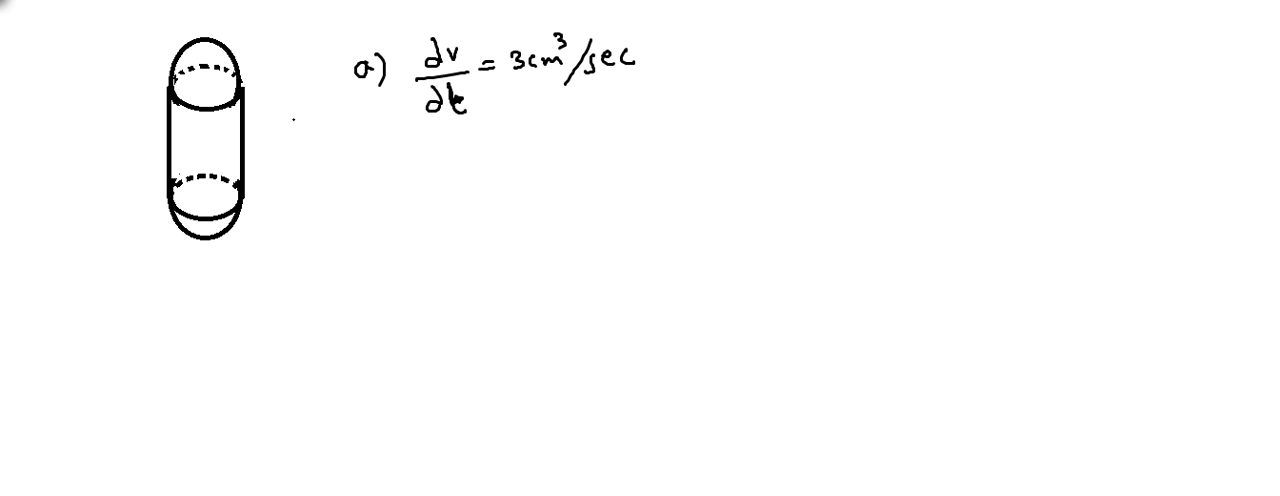 a) dv/dt = 3cm³/sec